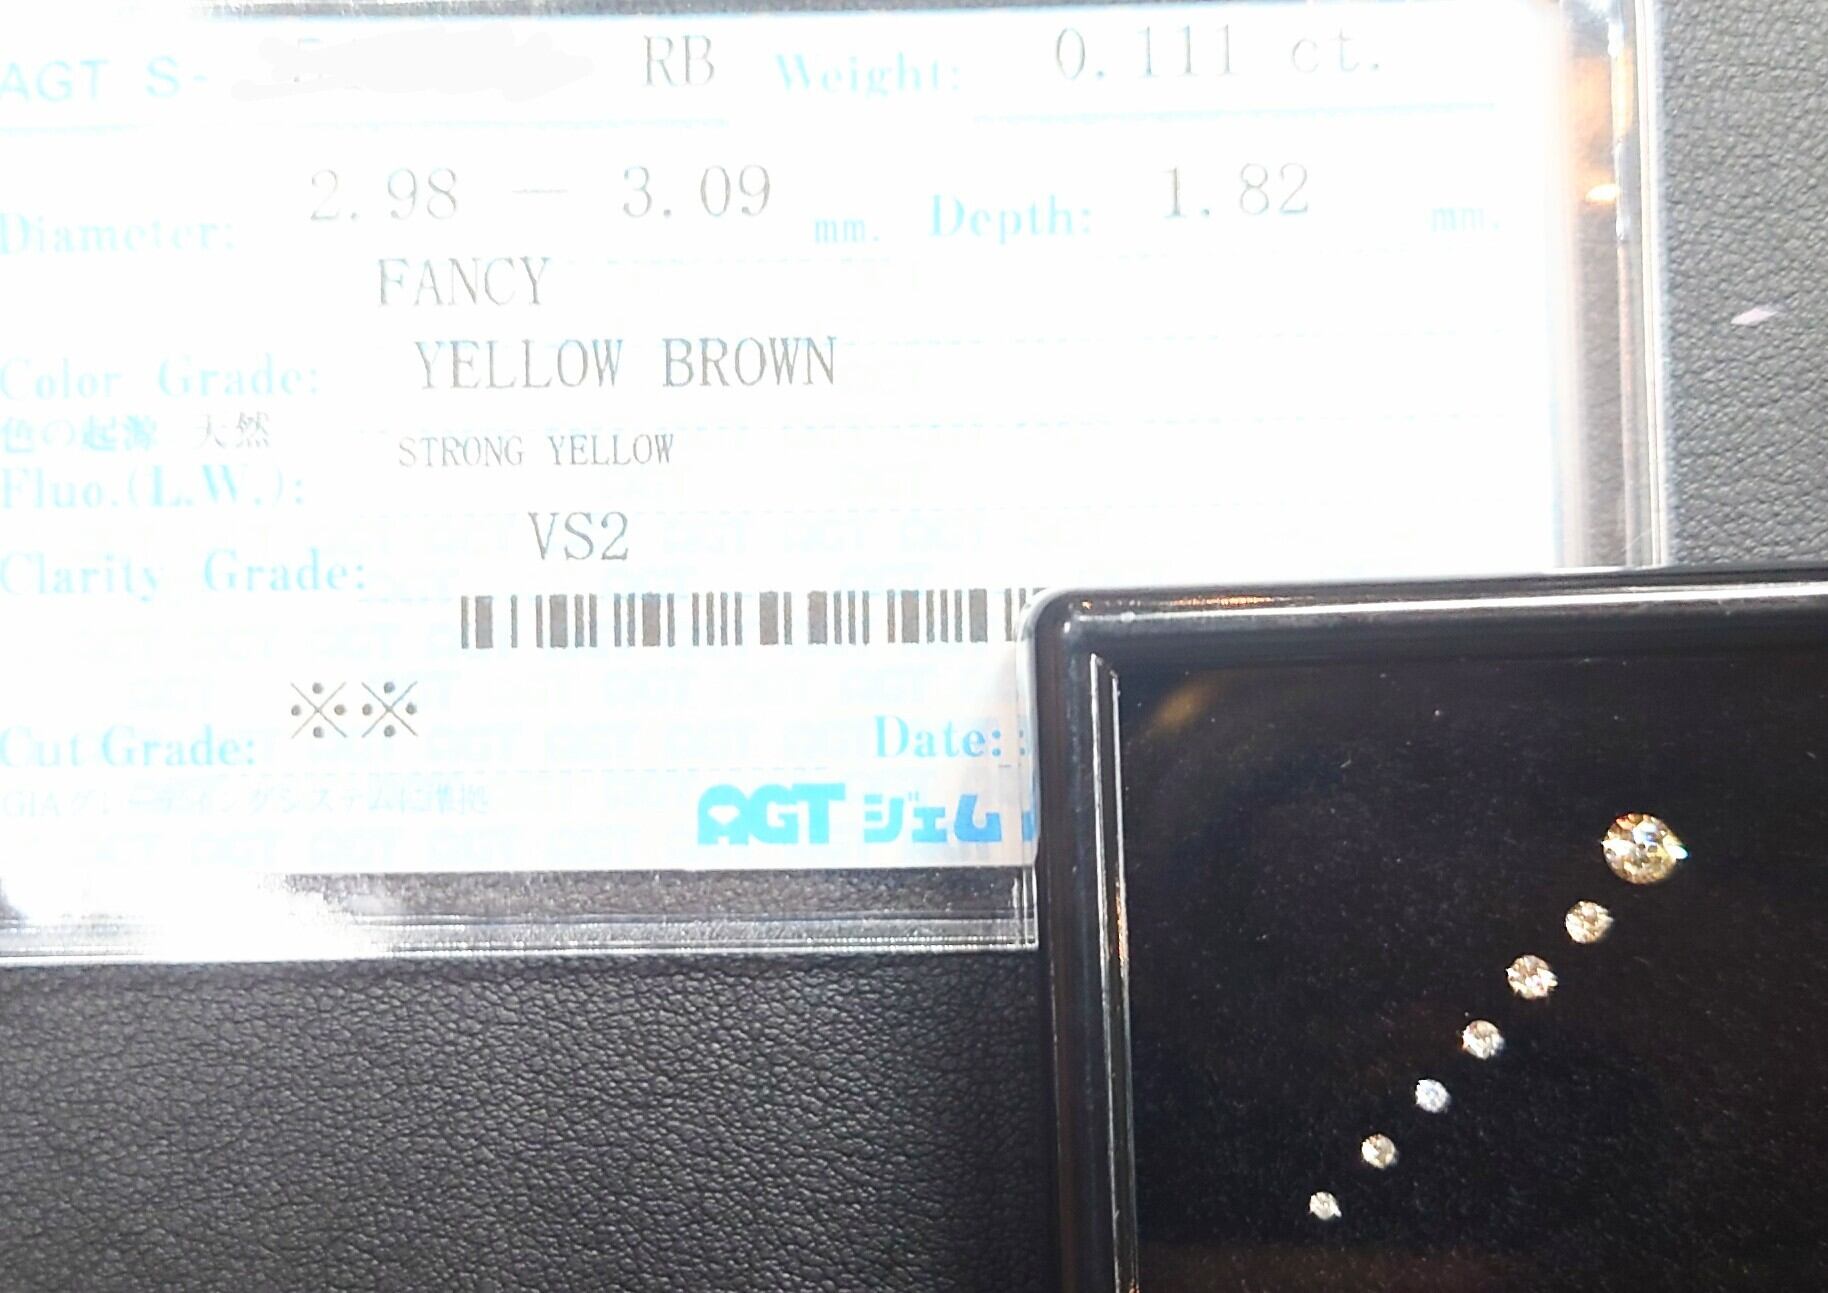 AGT S- RB Weight: 0.111 ct.
Diameter: 2.98 - 3.09 mm. Depth: 1.82 mm.
FANCY
Color Grade: YELLOW BROWN
色の起源 天然
STRONG YELLOW
Fluo.(L.W.):
Clarity Grade: VS2
Cut Grade: ※※ Date:
GIAグレーディングシステムに準拠
AGT ジェム